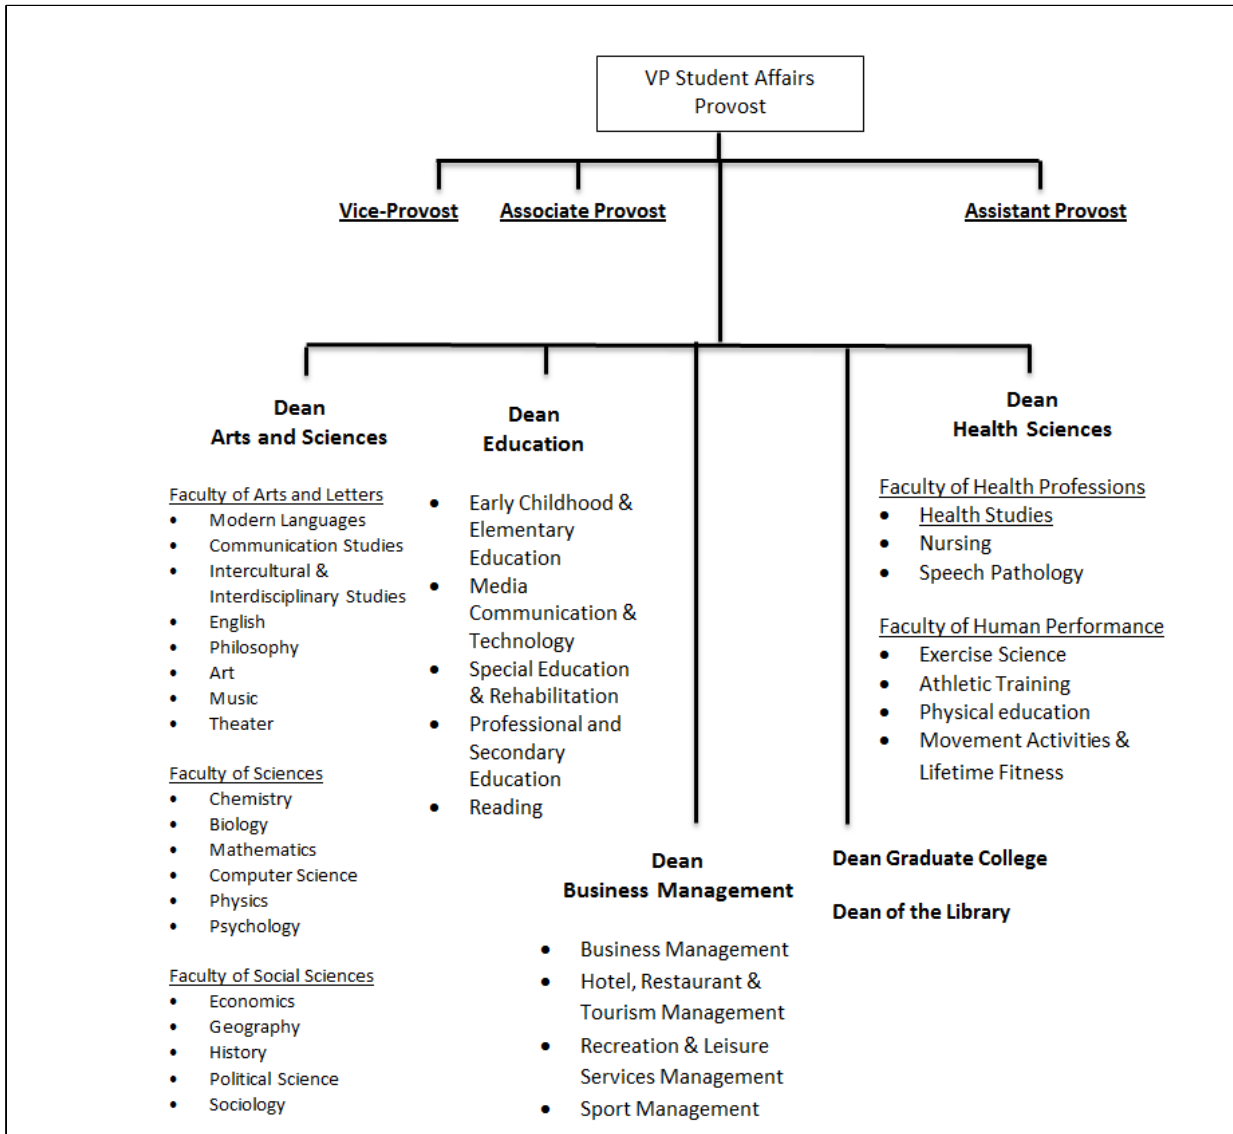 VP Student Affairs
Provost
Vice-Provost
Associate Provost
Assistant Provost
Dean
Arts and Sciences
Faculty of Arts and Letters
• Modern Languages
• Communication Studies
• Intercultural &
Interdisciplinary Studies
• English
• Philosophy
• Art
• Music
• Theater
Faculty of Sciences
• Chemistry
• Biology
• Mathematics
• Computer Science
• Physics
• Psychology
Faculty of Social Sciences
• Economics
• Geography
• History
• Political Science
• Sociology
Dean
Education
• Early Childhood &
Elementary
Education
• Media
Communication &
Technology
• Special Education
& Rehabilitation
• Professional and
Secondary
Education
• Reading
Dean
Business Management
• Business Management
• Hotel, Restaurant &
Tourism Management
• Recreation & Leisure
Services Management
• Sport Management
Dean Graduate College
Dean of the Library
Dean
Health Sciences
Faculty of Health Professions
• Health Studies
• Nursing
• Speech Pathology
Faculty of Human Performance
• Exercise Science
• Athletic Training
• Physical education
• Movement Activities &
Lifetime Fitness